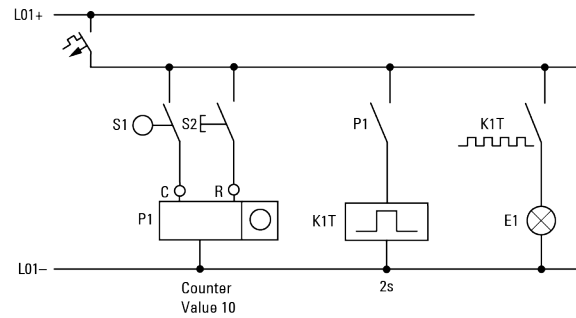 L01+
S1
S2
P1
K1T
C
R
P1
K1T
E1
L01–
Counter
Value 10
2s